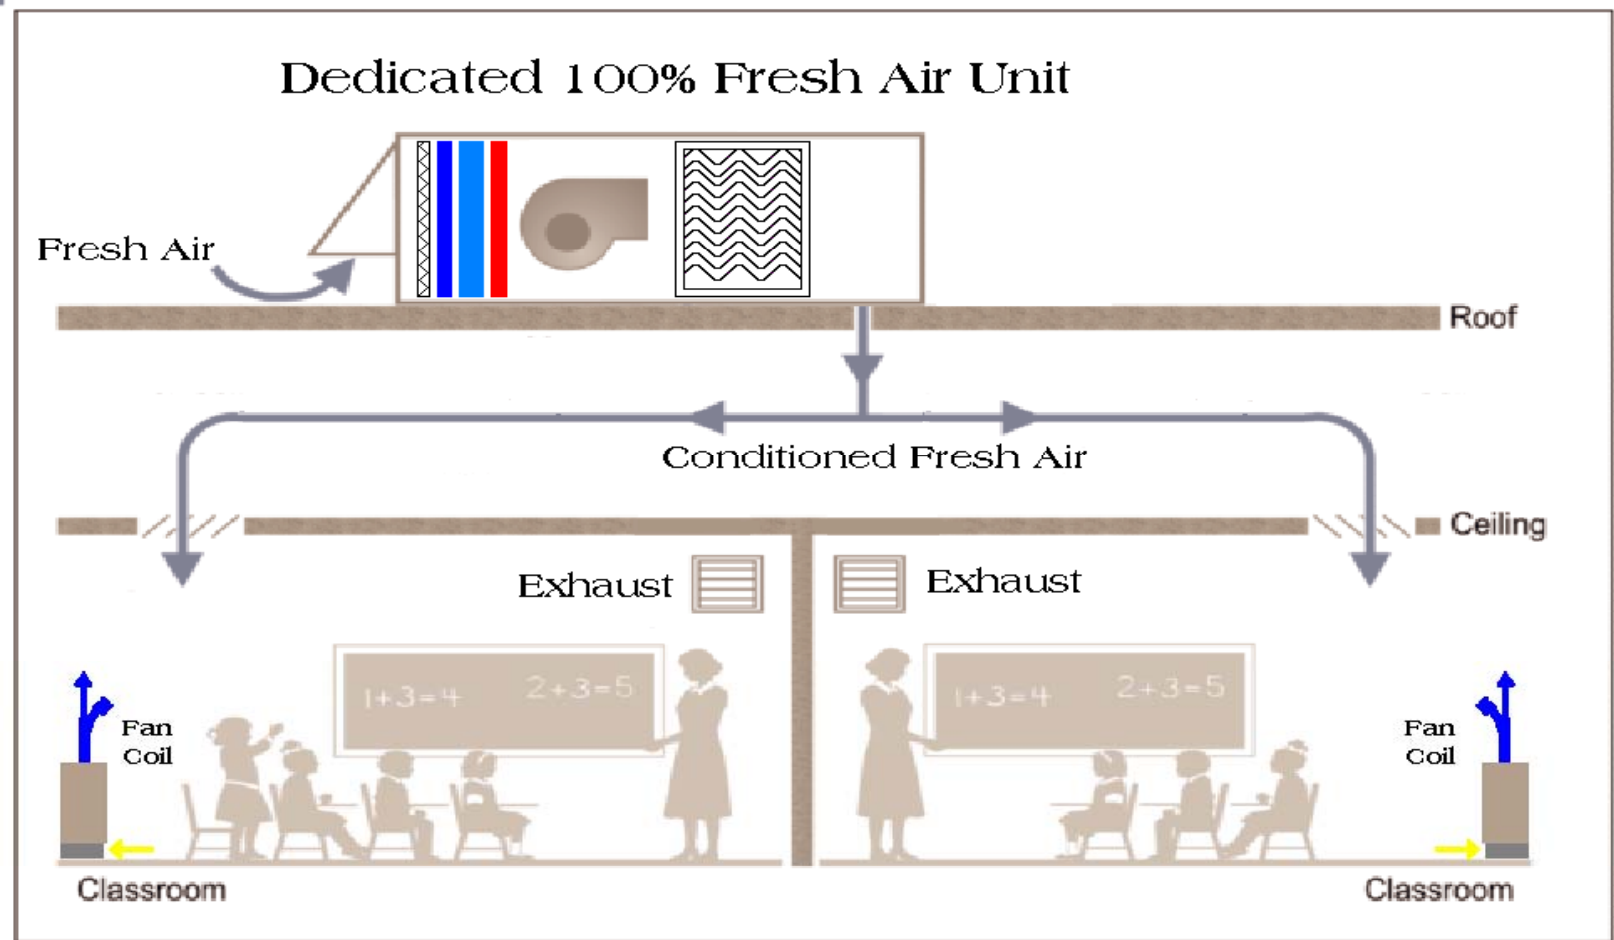 Dedicated 100% Fresh Air Unit
Fresh Air
Roof
Conditioned Fresh Air
Ceiling
Exhaust
Exhaust
1+3=4
2+3=5
1+3=4
2+3=5
Fan
Coil
Fan
Coil
Classroom
Classroom